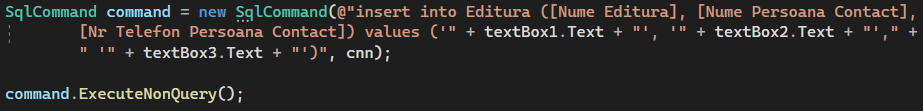 SqlCommand command = new SqlCommand(@"insert into Editura ([Nume Editura], [Nume Persoana Contact],
[Nr Telefon Persoana Contact]) values ('" + textBox1.Text + "', '" + textBox2.Text + "'," +
" '" + textBox3.Text + "')", cnn);
command.ExecuteNonQuery();